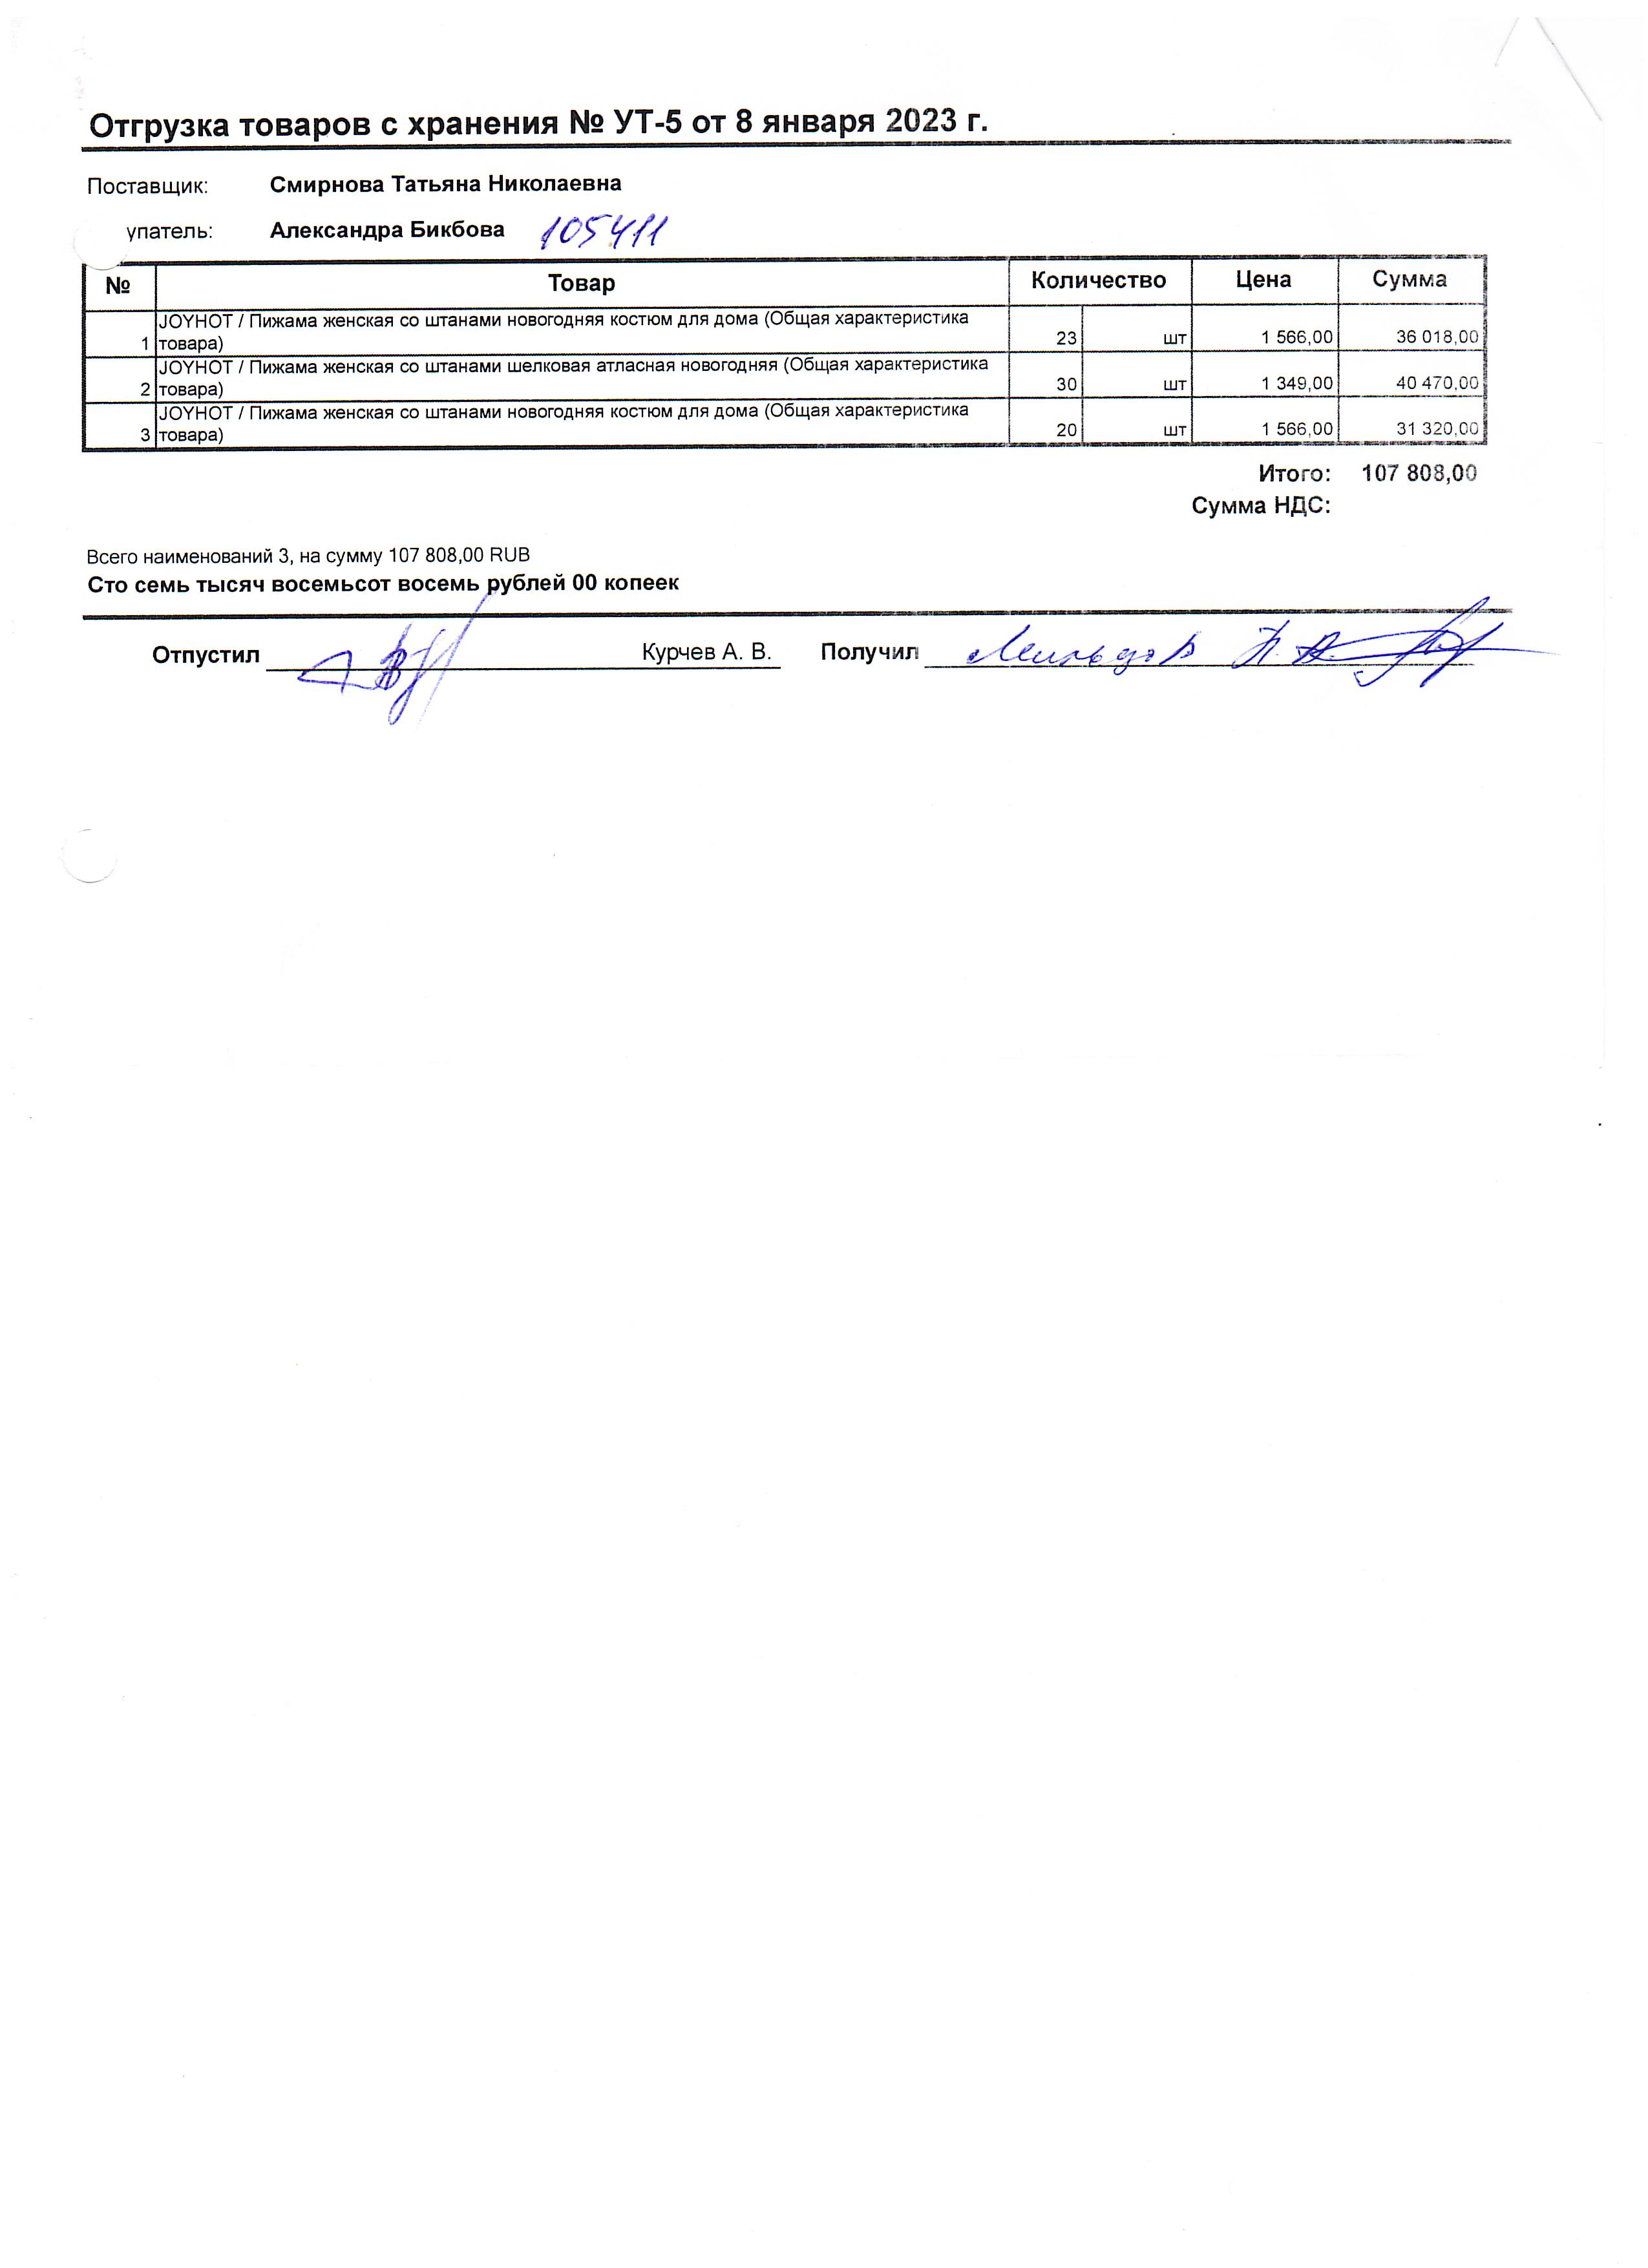 Отгрузка товаров с хранения № УТ-5 от 8 января 2023 г.
Поставщик: Смирнова Татьяна Николаевна
упатель: Александра Бикбова 105411
№ Товар Количество Цена Сумма
JOYHOT / Пижама женская со штанами новогодняя костюм для дома (Общая характеристика
1 товара) 23 шт 1 566,00 36 018,00
JOYHOT / Пижама женская со штанами шелковая атласная новогодняя (Общая характеристика
2 товара) 30 шт 1 349,00 40 470,00
JOYHOT / Пижама женская со штанами новогодняя костюм для дома (Общая характеристика
3 товара) 20 шт 1 566,00 31 320,00
Итого: 107 808,00
Сумма НДС:
Всего наименований 3, на сумму 107 808,00 RUB
Сто семь тысяч восемьсот восемь рублей 00 копеек
Отпустил Курчев А. В. Получил